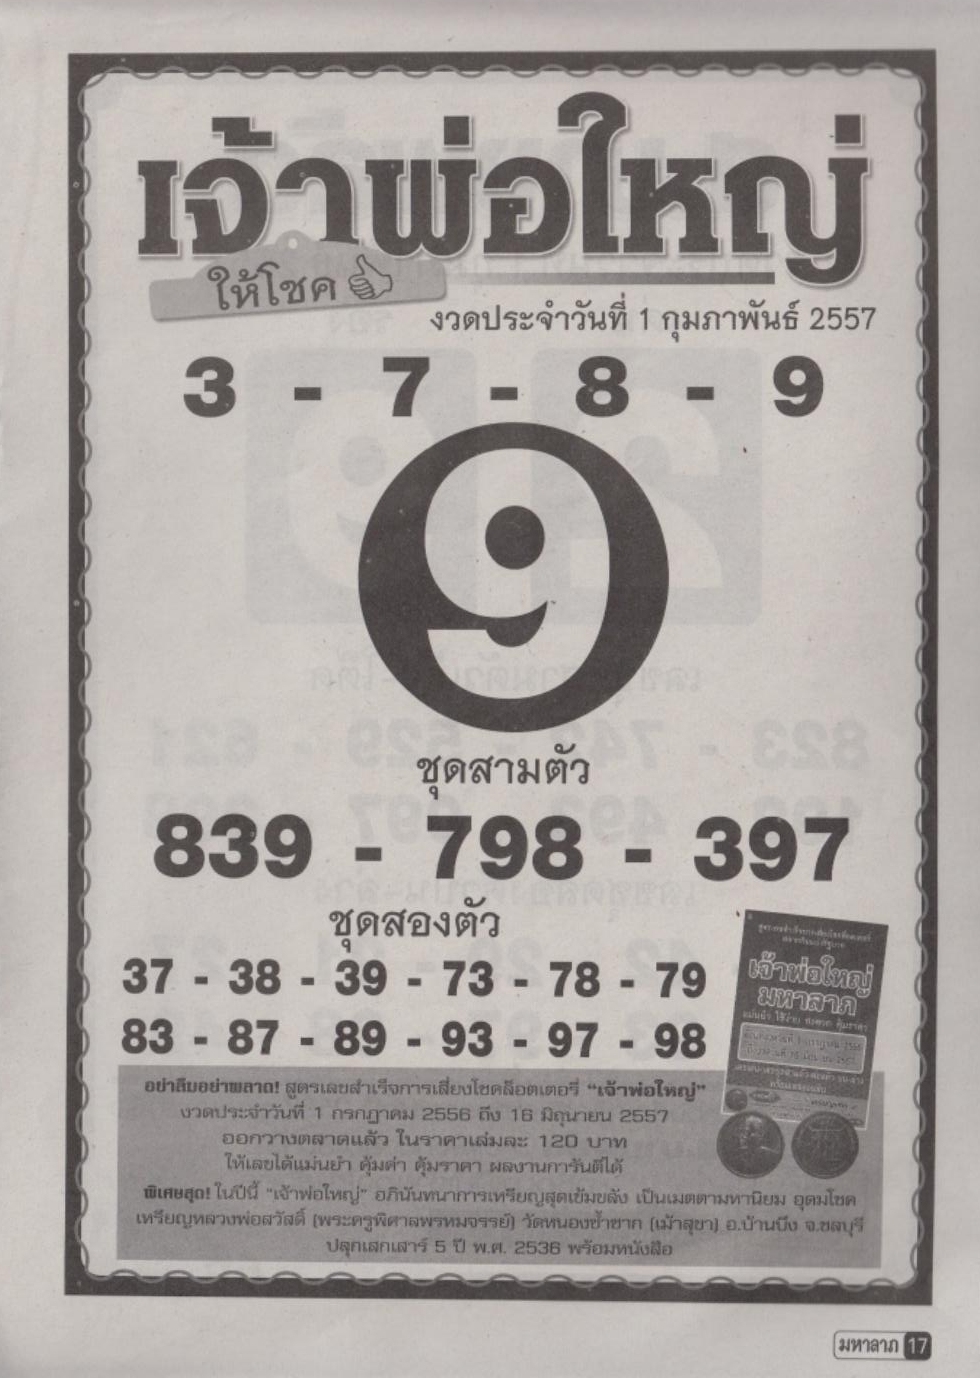 เจ้าพ่อใหญ่
ให้โชค
งวดประจำวันที่ 1 กุมภาพันธ์ 2557
3 - 7 - 8 - 9
9
ชุดสามตัว
839 - 798 - 397
ชุดสองตัว
37 - 38 - 39 - 73 - 78 - 79
83 - 87 - 89 - 93 - 97 - 98
เจ้าพ่อใหญ่
มหาลาภ
อย่าลืมอย่าพลาด! สูตรเลขสำเร็จการเสี่ยงโชคล็อตเตอรี่ "เจ้าพ่อใหญ่"
งวดประจำวันที่ 1 กรกฎาคม 2556 ถึง 16 มิถุนายน 2557
ออกวางตลาดแล้ว ในราคาเล่มละ 120 บาท
ให้เลขได้แม่นยำ คุ้มค่า คุ้มราคา ผลงานการันตีได้
พิเศษสุด! ในปีนี้ "เจ้าพ่อใหญ่" อภินันทนาการเหรียญสุดเข้มขลัง เป็นเมตตามหานิยม อุดมโชค
เหรียญหลวงพ่อสวัสดิ์ (พระครูพิศาลพรหมจรรย์) วัดหนองซ้ำซาก (เม้าสุขา) อ.บ้านบึง จ.ชลบุรี
ปลุกเสกเสาร์ 5 ปี พ.ศ. 2536 พร้อมหนังสือ
มหาลาภ 17